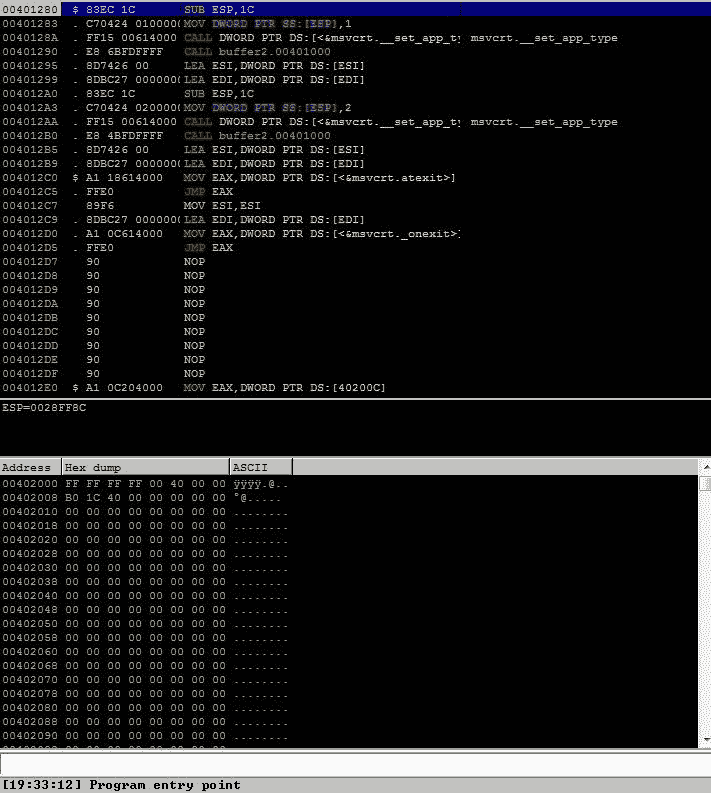 00401280 $ 83EC 1C SUB ESP,1C
00401283 . C70424 0100000( MOV DWORD PTR SS:[ESP],1
0040128A . FF15 00614000 CALL DWORD PTR DS:[<&msvcrt.__set_app_ty msvcrt.__set_app_type
00401290 . E8 6BFDFFFF CALL buffer2.00401000
00401295 . 8D7426 00 LEA ESI,DWORD PTR DS:[ESI]
00401299 . 8DBC27 0000000( LEA EDI,DWORD PTR DS:[EDI]
004012A0 . 83EC 1C SUB ESP,1C
004012A3 . C70424 0200000( MOV DWORD PTR SS:[ESP],2
004012AA . FF15 00614000 CALL DWORD PTR DS:[<&msvcrt.__set_app_ty msvcrt.__set_app_type
004012B0 . E8 4BFDFFFF CALL buffer2.00401000
004012B5 . 8D7426 00 LEA ESI,DWORD PTR DS:[ESI]
004012B9 . 8DBC27 0000000( LEA EDI,DWORD PTR DS:[EDI]
004012C0 $ A1 18614000 MOV EAX,DWORD PTR DS:[<&msvcrt.atexit>]
004012C5 . FFE0 JMP EAX
004012C7 89F6 MOV ESI,ESI
004012C9 . 8DBC27 0000000( LEA EDI,DWORD PTR DS:[EDI]
004012D0 . A1 0C614000 MOV EAX,DWORD PTR DS:[<&msvcrt._onexit>]
004012D5 . FFE0 JMP EAX
004012D7 90 NOP
004012D8 90 NOP
004012D9 90 NOP
004012DA 90 NOP
004012DB 90 NOP
004012DC 90 NOP
004012DD 90 NOP
004012DE 90 NOP
004012DF 90 NOP
004012E0 $ A1 0C204000 MOV EAX,DWORD PTR DS:[40200C]
ESP=0028FF8C
Address Hex dump ASCII
00402000 FF FF FF FF 00 40 00 00 ÿÿÿÿ.@..
00402008 B0 1C 40 00 00 00 00 00 °@.....
00402010 00 00 00 00 00 00 00 00 ........
00402018 00 00 00 00 00 00 00 00 ........
00402020 00 00 00 00 00 00 00 00 ........
00402028 00 00 00 00 00 00 00 00 ........
00402030 00 00 00 00 00 00 00 00 ........
00402038 00 00 00 00 00 00 00 00 ........
00402040 00 00 00 00 00 00 00 00 ........
00402048 00 00 00 00 00 00 00 00 ........
00402050 00 00 00 00 00 00 00 00 ........
00402058 00 00 00 00 00 00 00 00 ........
00402060 00 00 00 00 00 00 00 00 ........
00402068 00 00 00 00 00 00 00 00 ........
00402070 00 00 00 00 00 00 00 00 ........
00402078 00 00 00 00 00 00 00 00 ........
00402080 00 00 00 00 00 00 00 00 ........
00402088 00 00 00 00 00 00 00 00 ........
00402090 00 00 00 00 00 00 00 00 ........
[19:33:12] Program entry point